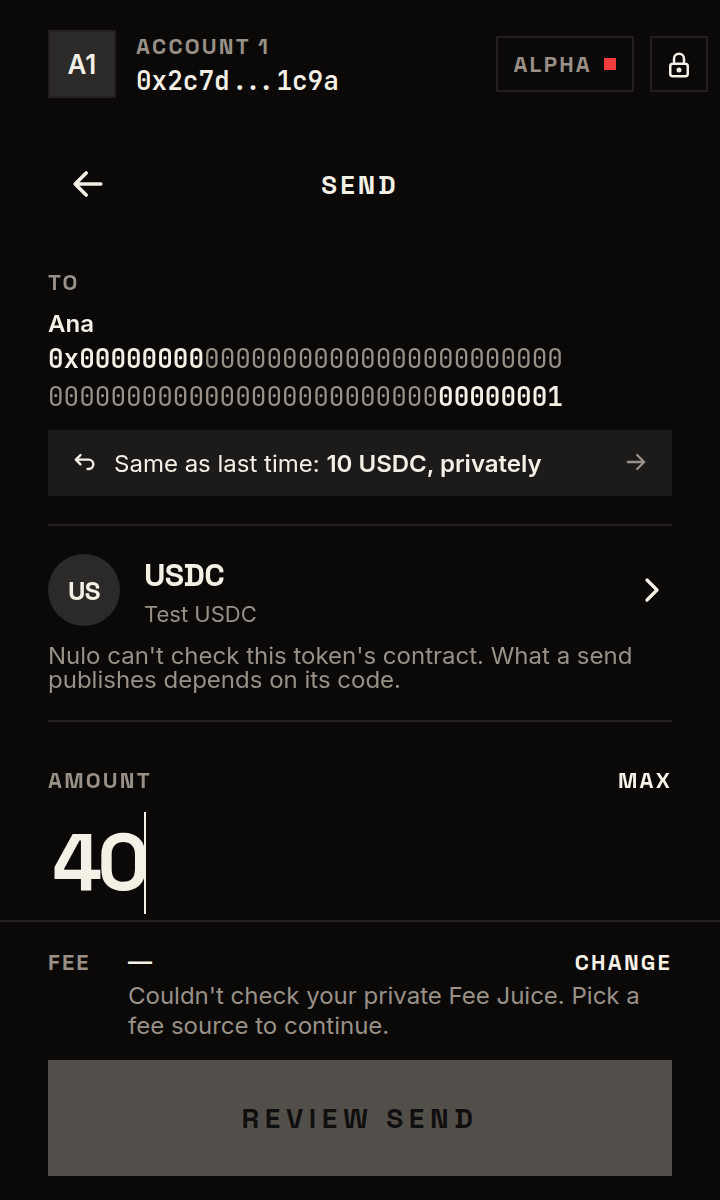 A1
ACCOUNT 1
0x2c7d...1c9a
ALPHA
SEND
TO
Ana
0x0000000000000000000000000000000
000000000000000000000000000000001
Same as last time: 10 USDC, privately
US
USDC
Test USDC
Nulo can't check this token's contract. What a send
publishes depends on its code.
AMOUNT
MAX
40
FEE
—
CHANGE
Couldn't check your private Fee Juice. Pick a
fee source to continue.
REVIEW SEND